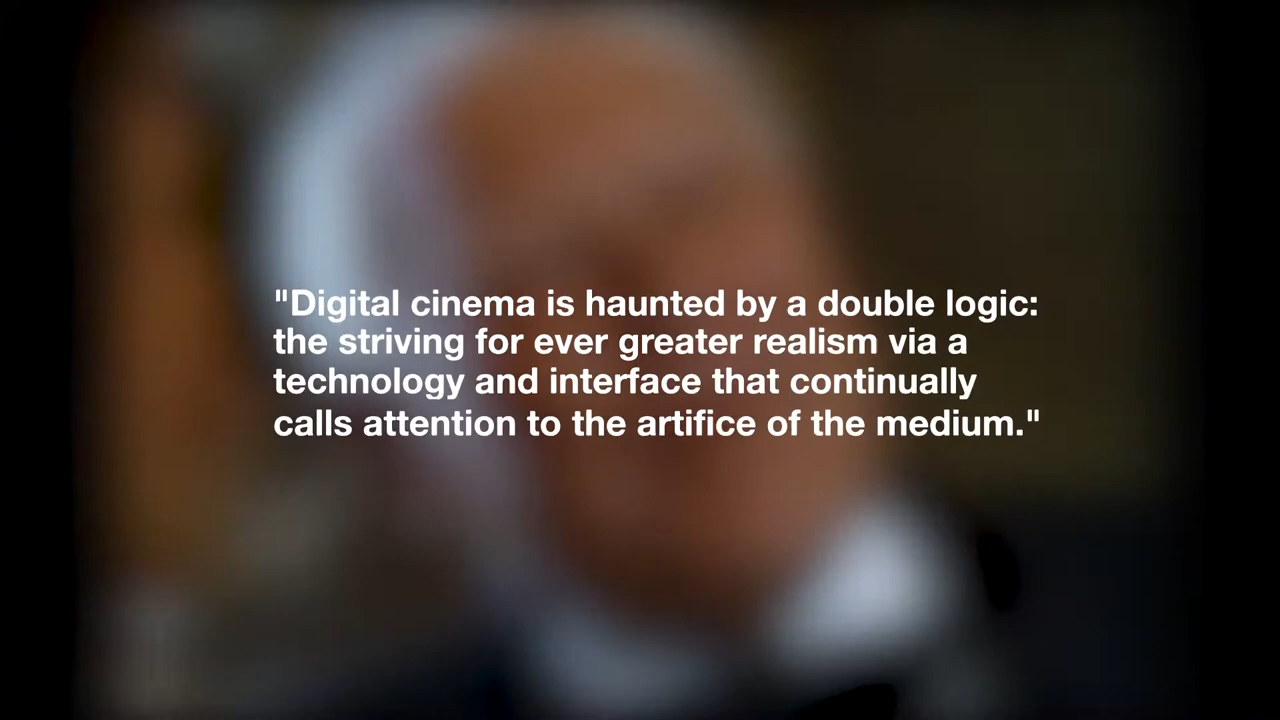 "Digital cinema is haunted by a double logic:
the striving for ever greater realism via a
technology and interface that continually
calls attention to the artifice of the medium."